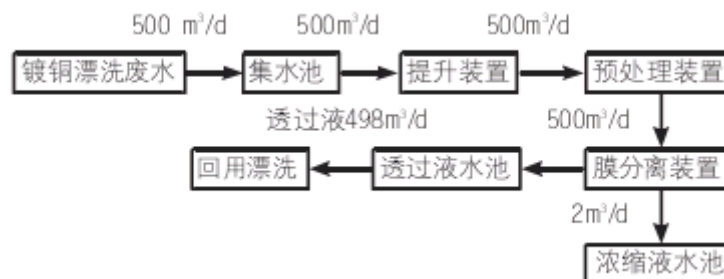 500 m³/d 500m³/d 500m³/d
镀铜漂洗废水 集水池 提升装置 预处理装置
透过液498m³/d 500m³/d
回用漂洗 透过液水池 膜分离装置
2m³/d
浓缩液水池